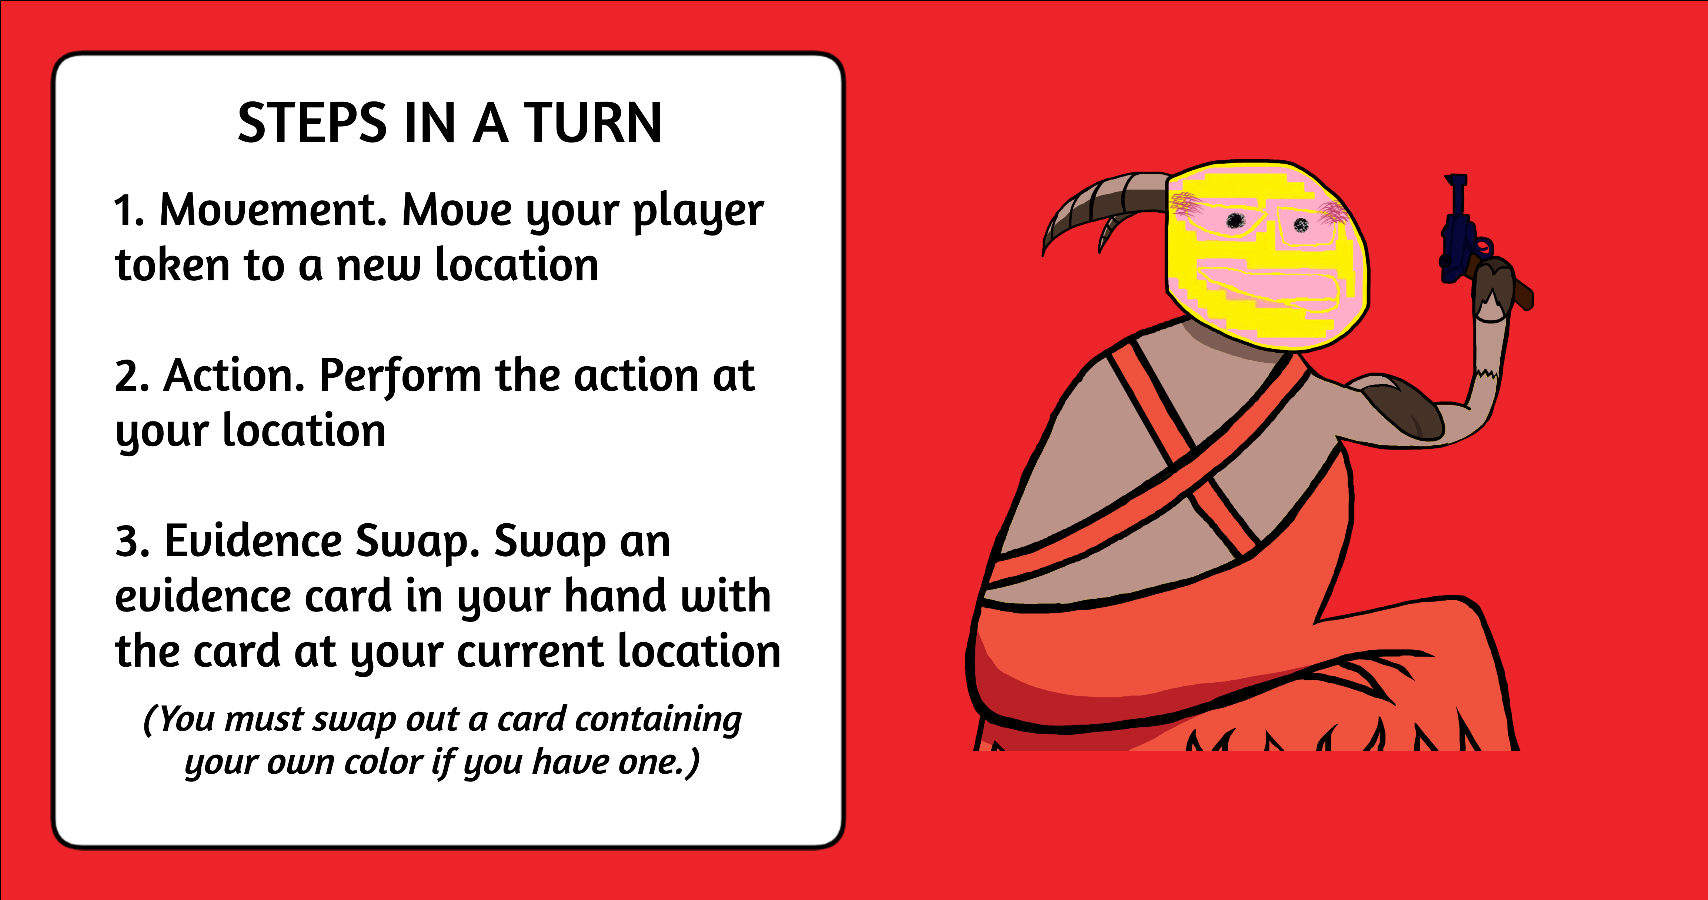 STEPS IN A TURN
1. Movement. Move your player
token to a new location
2. Action. Perform the action at
your location
3. Evidence Swap. Swap an
evidence card in your hand with
the card at your current location
(You must swap out a card containing
your own color if you have one.)